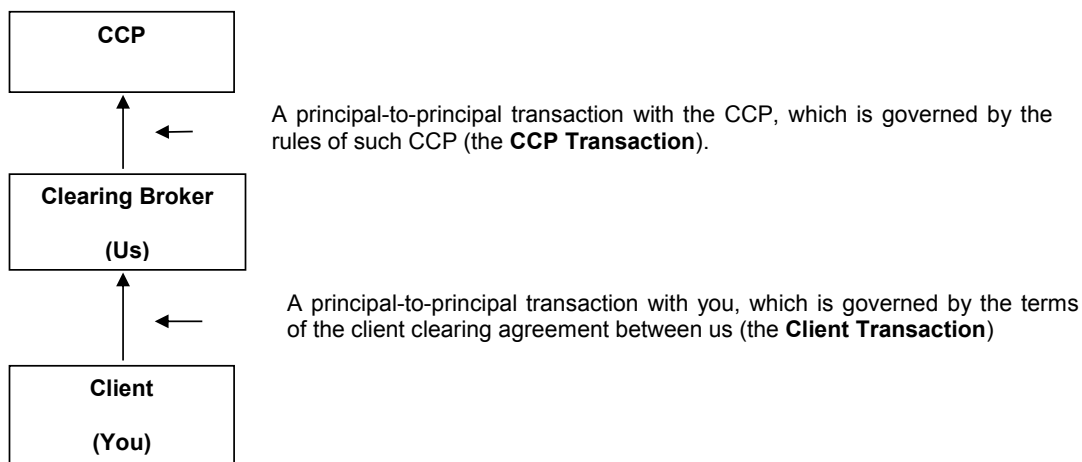 CCP
A principal-to-principal transaction with the CCP, which is governed by the
rules of such CCP (the CCP Transaction).
Clearing Broker
(Us)
A principal-to-principal transaction with you, which is governed by the terms
of the client clearing agreement between us (the Client Transaction)
Client
(You)